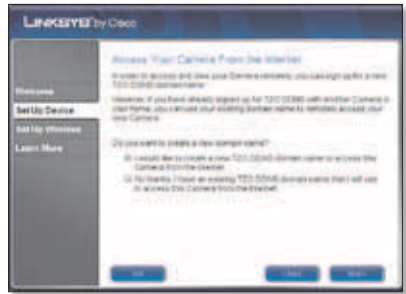 LINKSYS by Cisco
Access Your Camera From the Internet
In order to access and view your Camera remotely, you can sign up for a new
TZO DDNS domain name
However, if you have already signed up for TZO DDNS with another Camera in
your home, you can use your existing domain name to remotely access your
new Camera.
Welcome
Set Up Device
Set Up Wireless
Learn More
Do you want to create a new domain name?
I would like to create a new TZO DDNS domain name to access this
Camera from the Internet
No thanks, I have an existing TZO DDNS domain name that I will use
to access this Camera from the Internet.
Exit
Next